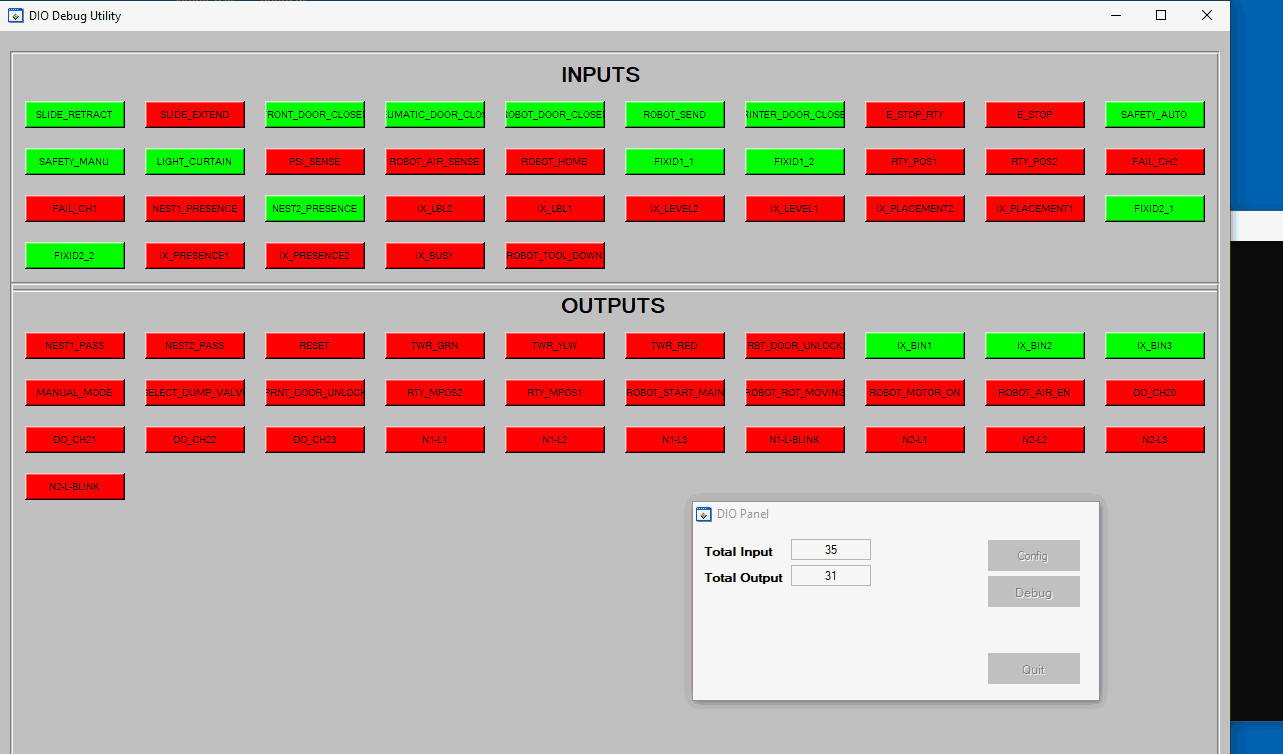 DIO Debug Utility
INPUTS
SLIDE_RETRACT SLIDE_EXTEND FRONT_DOOR_CLOSE UMATIC_DOOR_CLO ROBOT_DOOR_CLOSE ROBOT_SEND RINTER_DOOR_CLOSE E_STOP_RTY E_STOP SAFETY_AUTO
SAFETY_MANU LIGHT_CURTAIN PSI_SENSE ROBOT_AIR_SENSE ROBOT_HOME FIXID1_1 FIXID1_2 RTY_POS1 RTY_POS2 FAIL_CH2
FAIL_CH1 NEST1_PRESENCE NEST2_PRESENCE IX_LBL2 IX_LBL1 IX_LEVEL2 IX_LEVEL1 IX_PLACEMENT2 IX_PLACEMENT1 FIXID2_1
FIXID2_2 IX_PRESENCE1 IX_PRESENCE2 IX_BUSY ROBOT_TOOL_DOWN
OUTPUTS
NEST1_PASS NEST2_PASS RESET TWR_GRN TWR_YLW TWR_RED RBT_DOOR_UNLOCK IX_BIN1 IX_BIN2 IX_BIN3
MANUAL_MODE SELECT_DUMP_VALV PRNT_DOOR_UNLOCK RTY_MPOS2 RTY_MPOS1 ROBOT_START_MAIN ROBOT_ROT_MOVING ROBOT_MOTOR_ON ROBOT_AIR_EN DO_CH20
DO_CH21 DO_CH22 DO_CH23 N1-L1 N1-L2 N1-L3 N1-L-BLINK N2-L1 N2-L2 N2-L3
N2-L-BLINK
DIO Panel
Total Input 35 Config
Total Output 31 Debug
Quit